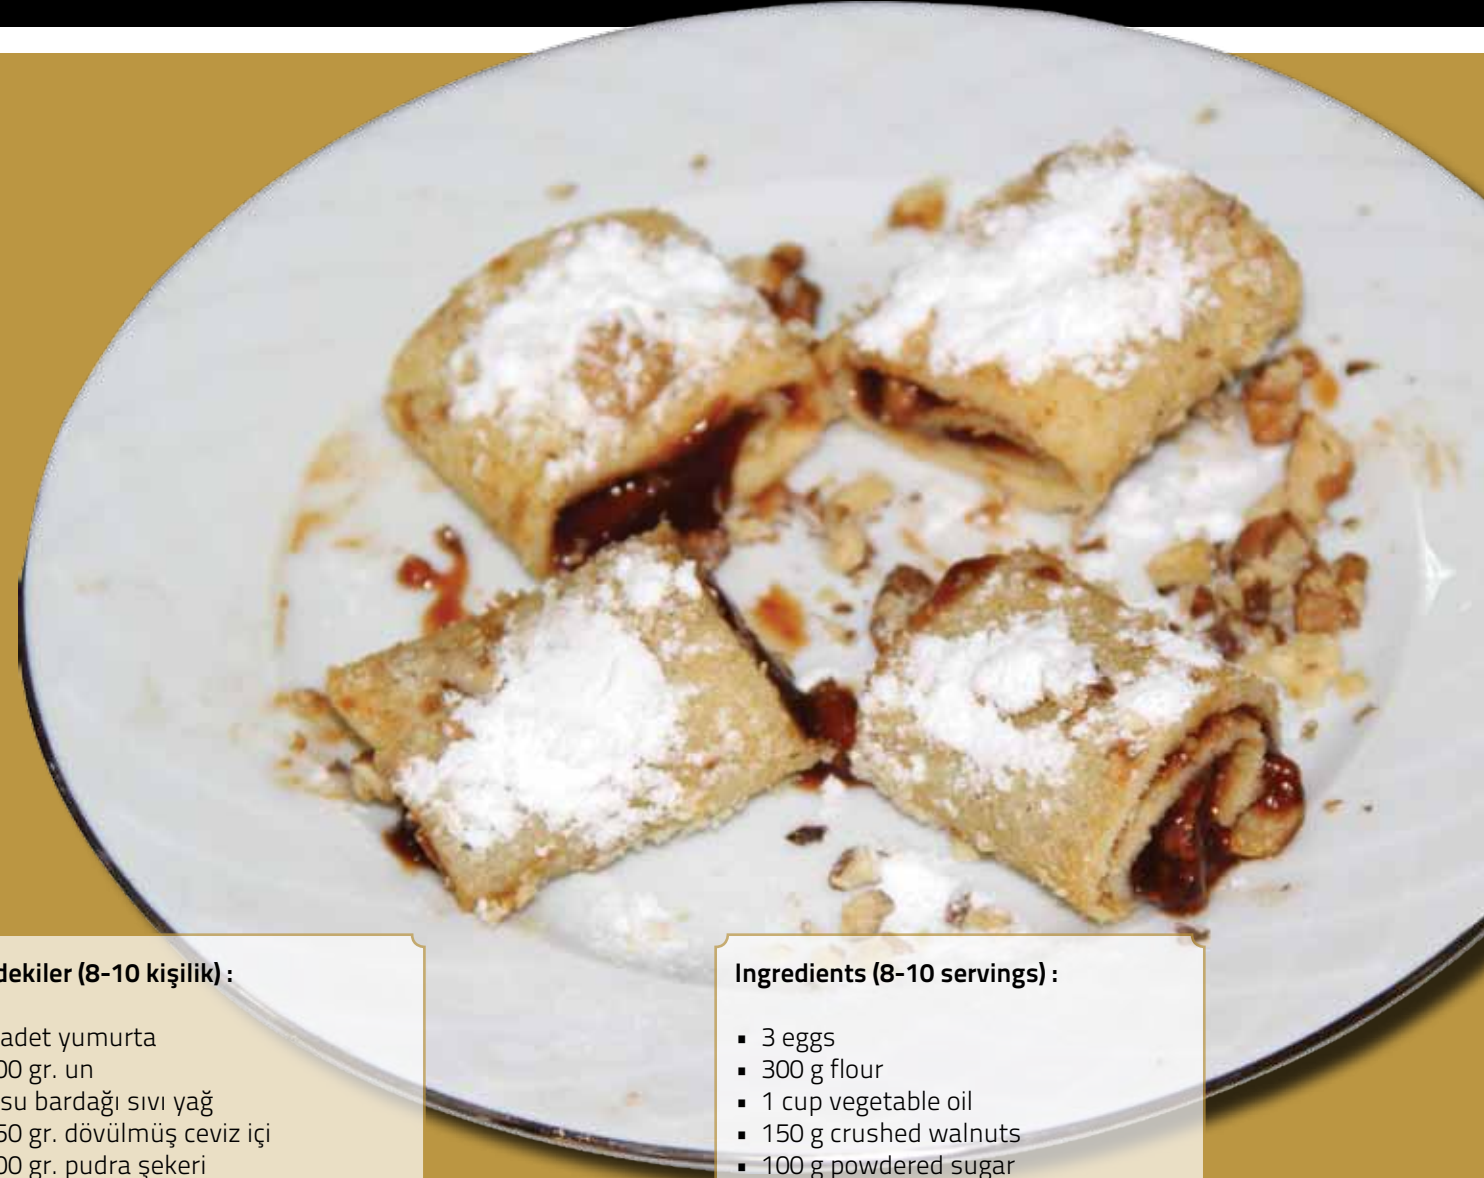 dekiler (8-10 kişilik) :
adet yumurta
00 gr. un
su bardağı sıvı yağ
50 gr. dövülmüş ceviz içi
00 gr. pudra şekeri
Ingredients (8-10 servings) :
▪ 3 eggs
▪ 300 g flour
▪ 1 cup vegetable oil
▪ 150 g crushed walnuts
▪ 100 g powdered sugar